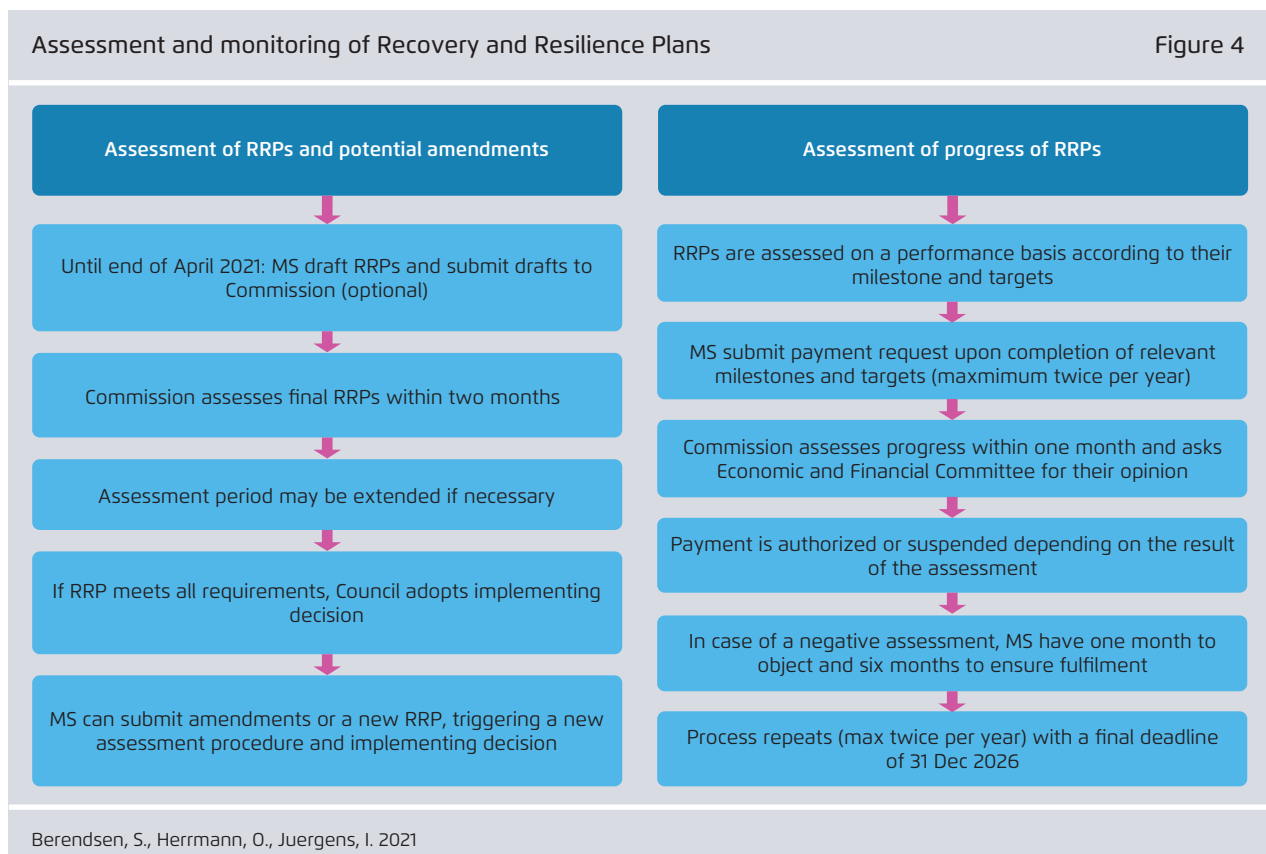 Assessment and monitoring of Recovery and Resilience Plans
Figure 4
Assessment of RRPs and potential amendments
Until end of April 2021: MS draft RRPs and submit drafts to
Commission (optional)
Commission assesses final RRPs within two months
Assessment period may be extended if necessary
If RRP meets all requirements, Council adopts implementing
decision
MS can submit amendments or a new RRP, triggering a new
assessment procedure and implementing decision
Assessment of progress of RRPs
RRPs are assessed on a performance basis according to their
milestone and targets
MS submit payment request upon completion of relevant
milestones and targets (maxmimum twice per year)
Commission assesses progress within one month and asks
Economic and Financial Committee for their opinion
Payment is authorized or suspended depending on the result
of the assessment
In case of a negative assessment, MS have one month to
object and six months to ensure fulfilment
Process repeats (max twice per year) with a final deadline
of 31 Dec 2026
Berendsen, S., Herrmann, O., Juergens, I. 2021